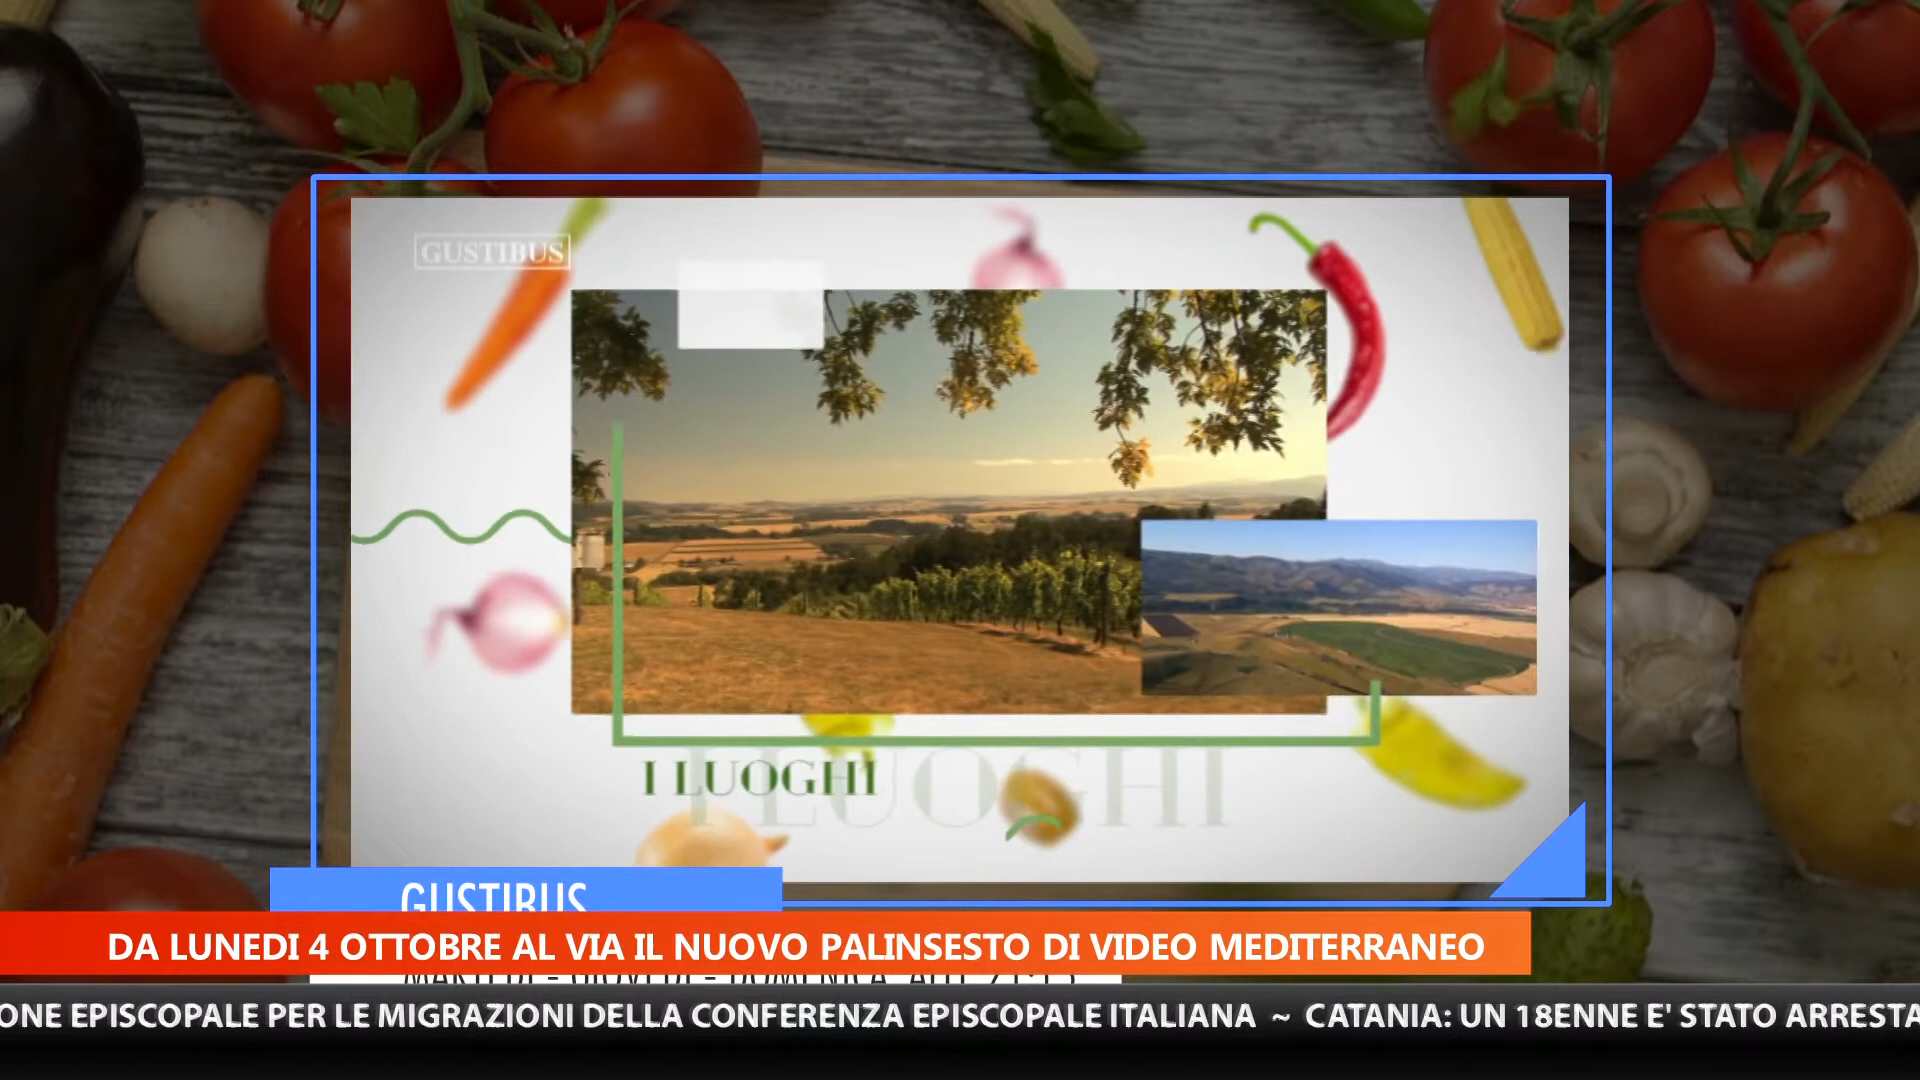 GUSTIBUS
I LUOGHI
I LUOGHI
GUSTIBUS
DA LUNEDI 4 OTTOBRE AL VIA IL NUOVO PALINSESTO DI VIDEO MEDITERRANEO
ONE EPISCOPALE PER LE MIGRAZIONI DELLA CONFERENZA EPISCOPALE ITALIANA ~ CATANIA: UN 18ENNE E' STATO ARRESTA